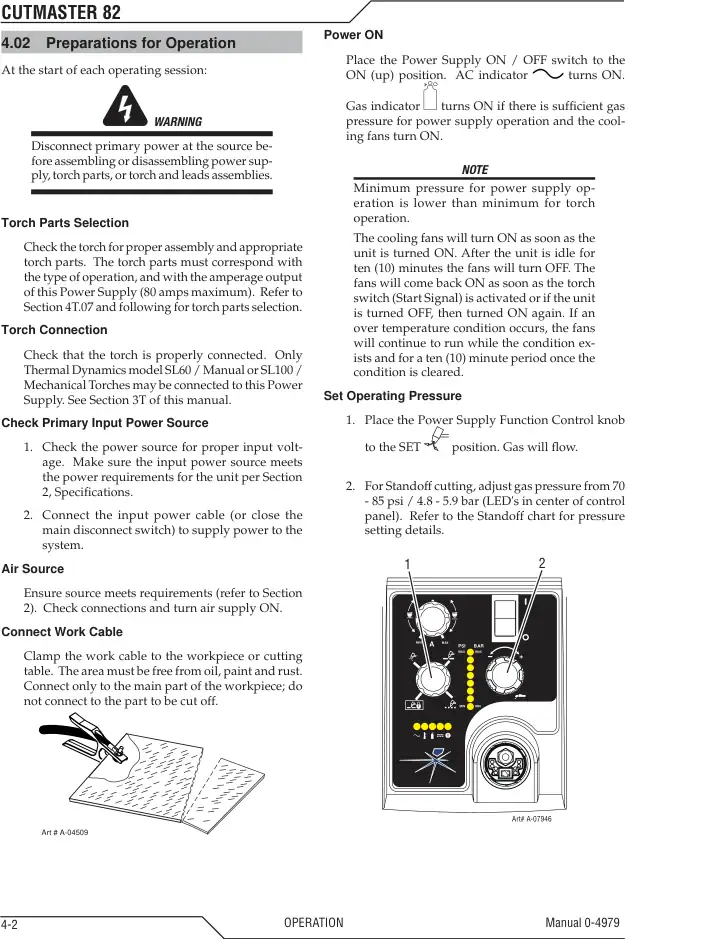 CUTMASTER 82
4.02 Preparations for Operation
At the start of each operating session:
WARNING
Disconnect primary power at the source be-
fore assembling or disassembling power sup-
ply, torch parts, or torch and leads assemblies.
Torch Parts Selection
Check the torch for proper assembly and appropriate
torch parts. The torch parts must correspond with
the type of operation, and with the amperage output
of this Power Supply (80 amps maximum). Refer to
Section 4T.07 and following for torch parts selection.
Torch Connection
Check that the torch is properly connected. Only
Thermal Dynamics model SL60 / Manual or SL100 /
Mechanical Torches may be connected to this Power
Supply. See Section 3T of this manual.
Check Primary Input Power Source
1. Check the power source for proper input volt-
age. Make sure the input power source meets
the power requirements for the unit per Section
2, Specifications.
2. Connect the input power cable (or close the
main disconnect switch) to supply power to the
system.
Air Source
Ensure source meets requirements (refer to Section
2). Check connections and turn air supply ON.
Connect Work Cable
Clamp the work cable to the workpiece or cutting
table. The area must be free from oil, paint and rust.
Connect only to the main part of the workpiece; do
not connect to the part to be cut off.
Art # A-04509
Power ON
Place the Power Supply ON / OFF switch to the
ON (up) position. AC indicator turns ON.
Gas indicator turns ON if there is sufficient gas
pressure for power supply operation and the cool-
ing fans turn ON.
NOTE
Minimum pressure for power supply op-
eration is lower than minimum for torch
operation.
The cooling fans will turn ON as soon as the
unit is turned ON. After the unit is idle for
ten (10) minutes the fans will turn OFF. The
fans will come back ON as soon as the torch
switch (Start Signal) is activated or if the unit
is turned OFF, then turned ON again. If an
over temperature condition occurs, the fans
will continue to run while the condition ex-
ists and for a ten (10) minute period once the
condition is cleared.
Set Operating Pressure
1. Place the Power Supply Function Control knob
to the SET position. Gas will flow.
2. For Standoff cutting, adjust gas pressure from 70
- 85 psi / 4.8 - 5.9 bar (LED's in center of control
panel). Refer to the Standoff chart for pressure
setting details.
1 2
A
PSI BAR
MAX MAX
MIN MIN
+
Art# A-07946
4-2 OPERATION Manual 0-4979